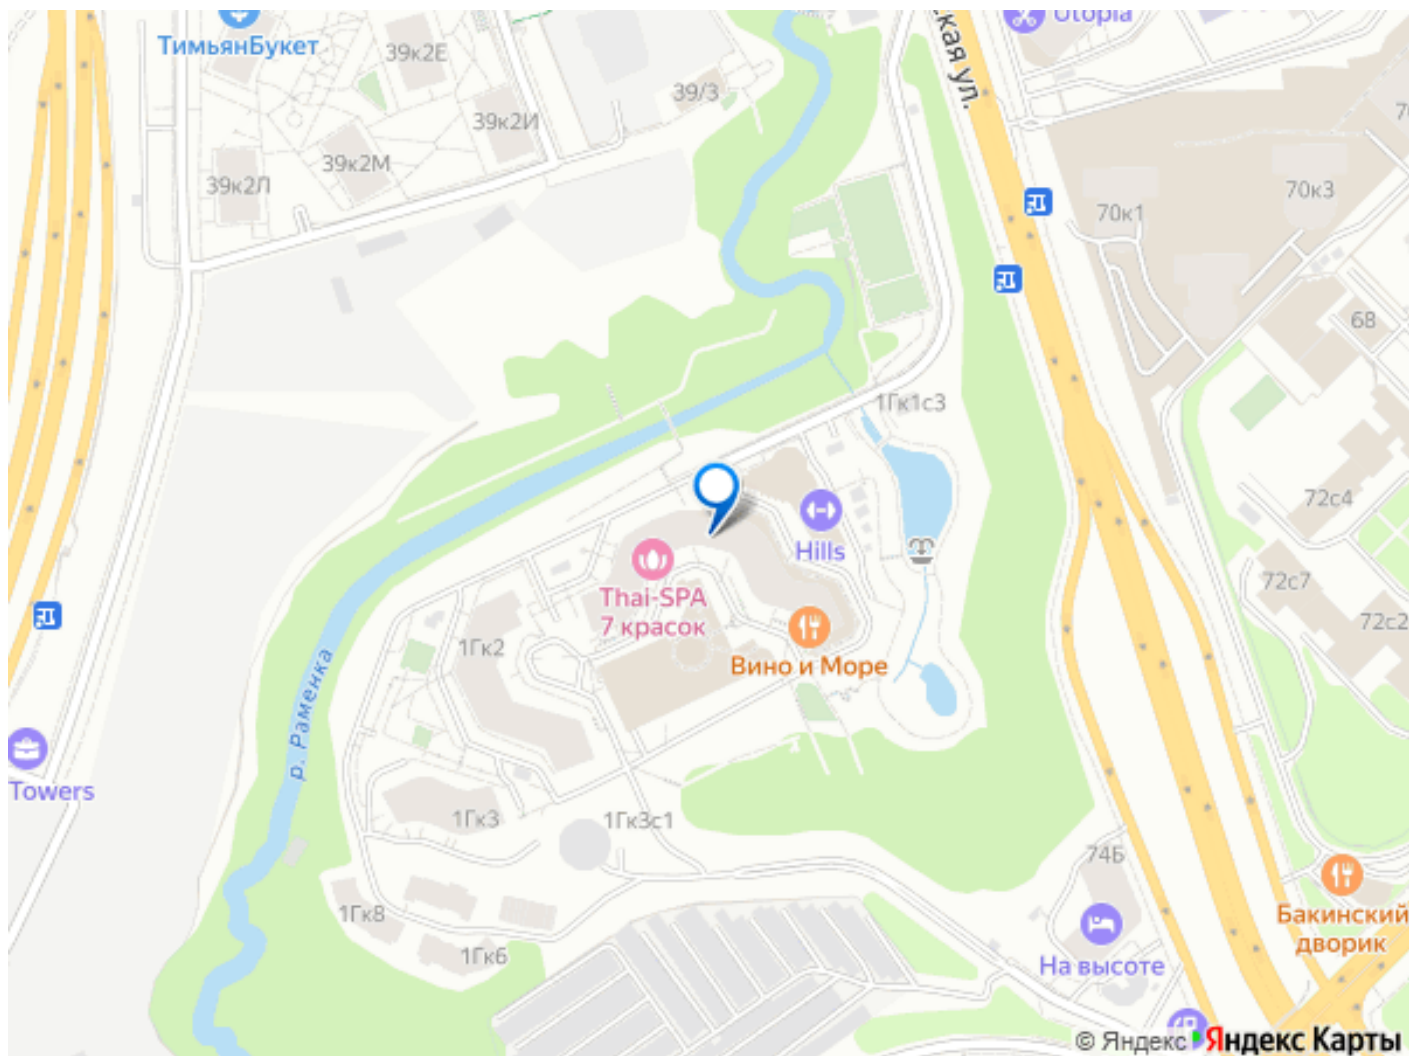 Utopia
ТимьянБукет
39к2Е
ская ул.
39/3
39к2И
39к2М
39к2Л
70к3
70к1
68
1Гк1с3
72с4
Hills
72с7
Thai-SPA
7 красок
72с2
1Гк2
Вино и Море
р. Раменка
Towers
1Гк3
1Гк3с1
74Б
1Гк8
Бакинский
дворик
1Гк6
На высоте
© Яндекс Яндекс Карты